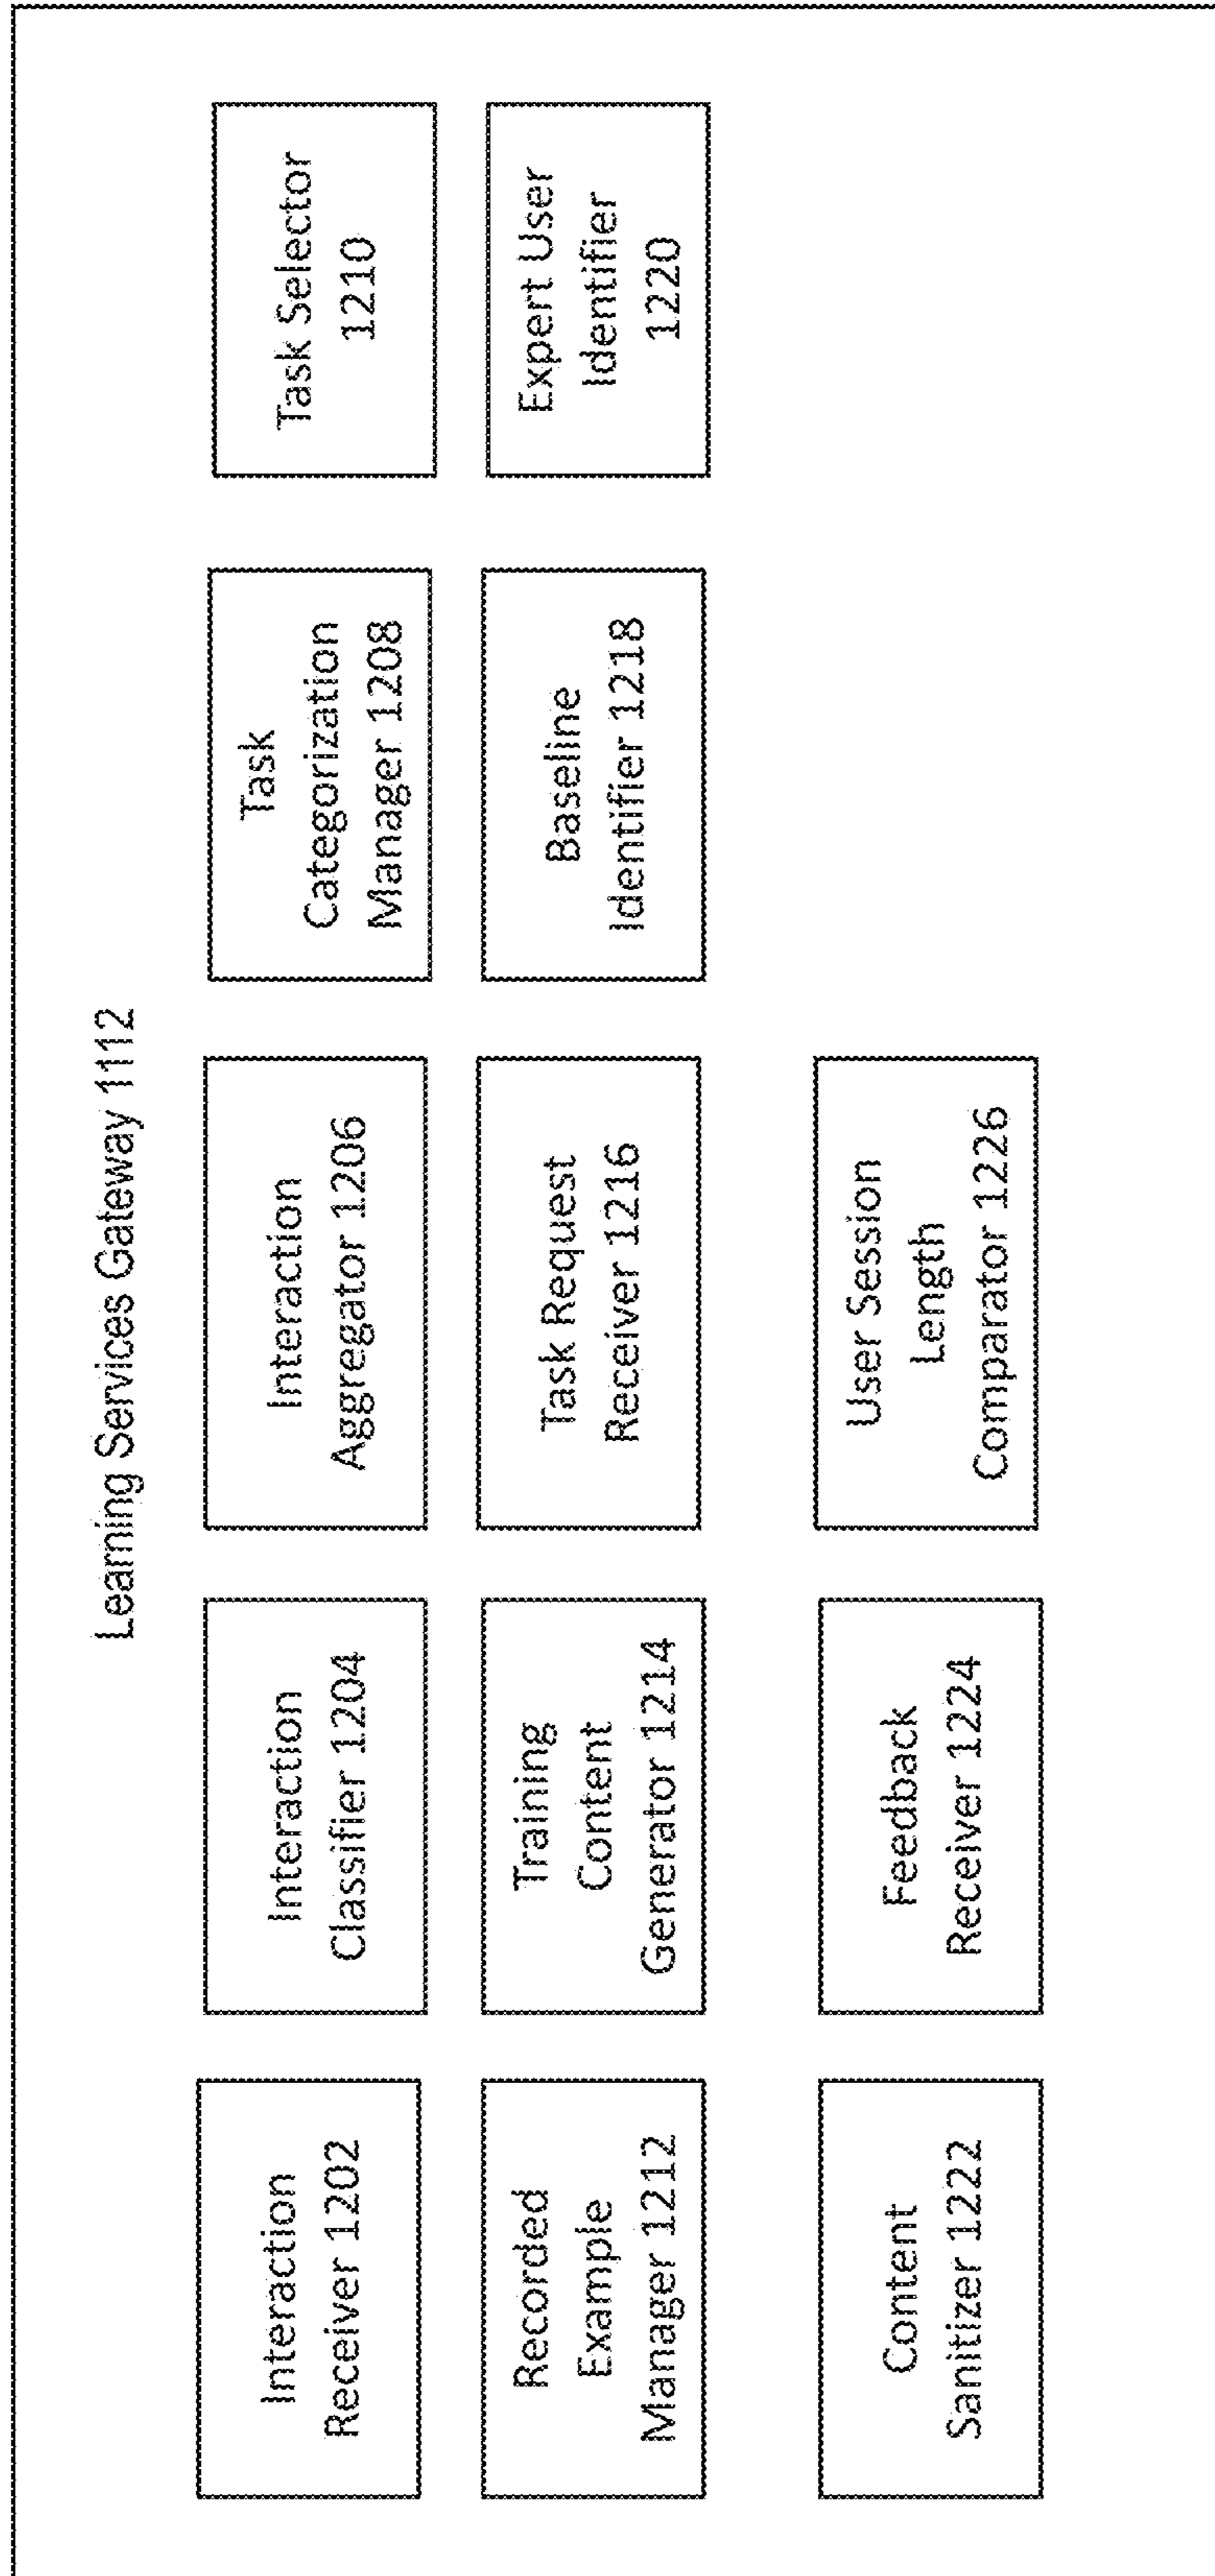 Learning Services Gateway 1112
Interaction
Receiver 1202
Interaction
Classifier 1204
Interaction
Aggregator 1206
Task
Categorization
Manager 1208
Task Selector
1210
Recorded
Example
Manager 1212
Training
Content
Generator 1214
Task Request
Receiver 1216
Baseline
Identifier 1218
Expert User
Identifier
1220
Content
Sanitizer 1222
Feedback
Receiver 1224
User Session
Length
Comparator 1226